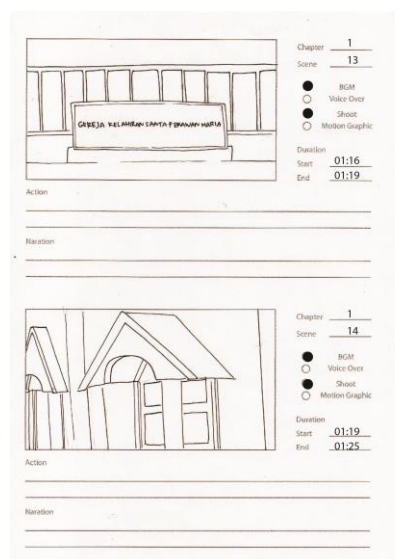 Chapter 1
Scene 13
BGM
Voice Over
Shoot
Motion Graphic
Duration
Start 01:16
End 01:19
GEREJA KELAHIRAN SANTA PERAWAN MARIA
Action
Naration
Chapter 1
Scene 14
BGM
Voice Over
Shoot
Motion Graphic
Duration
Start 01:19
End 01:25
Action
Naration